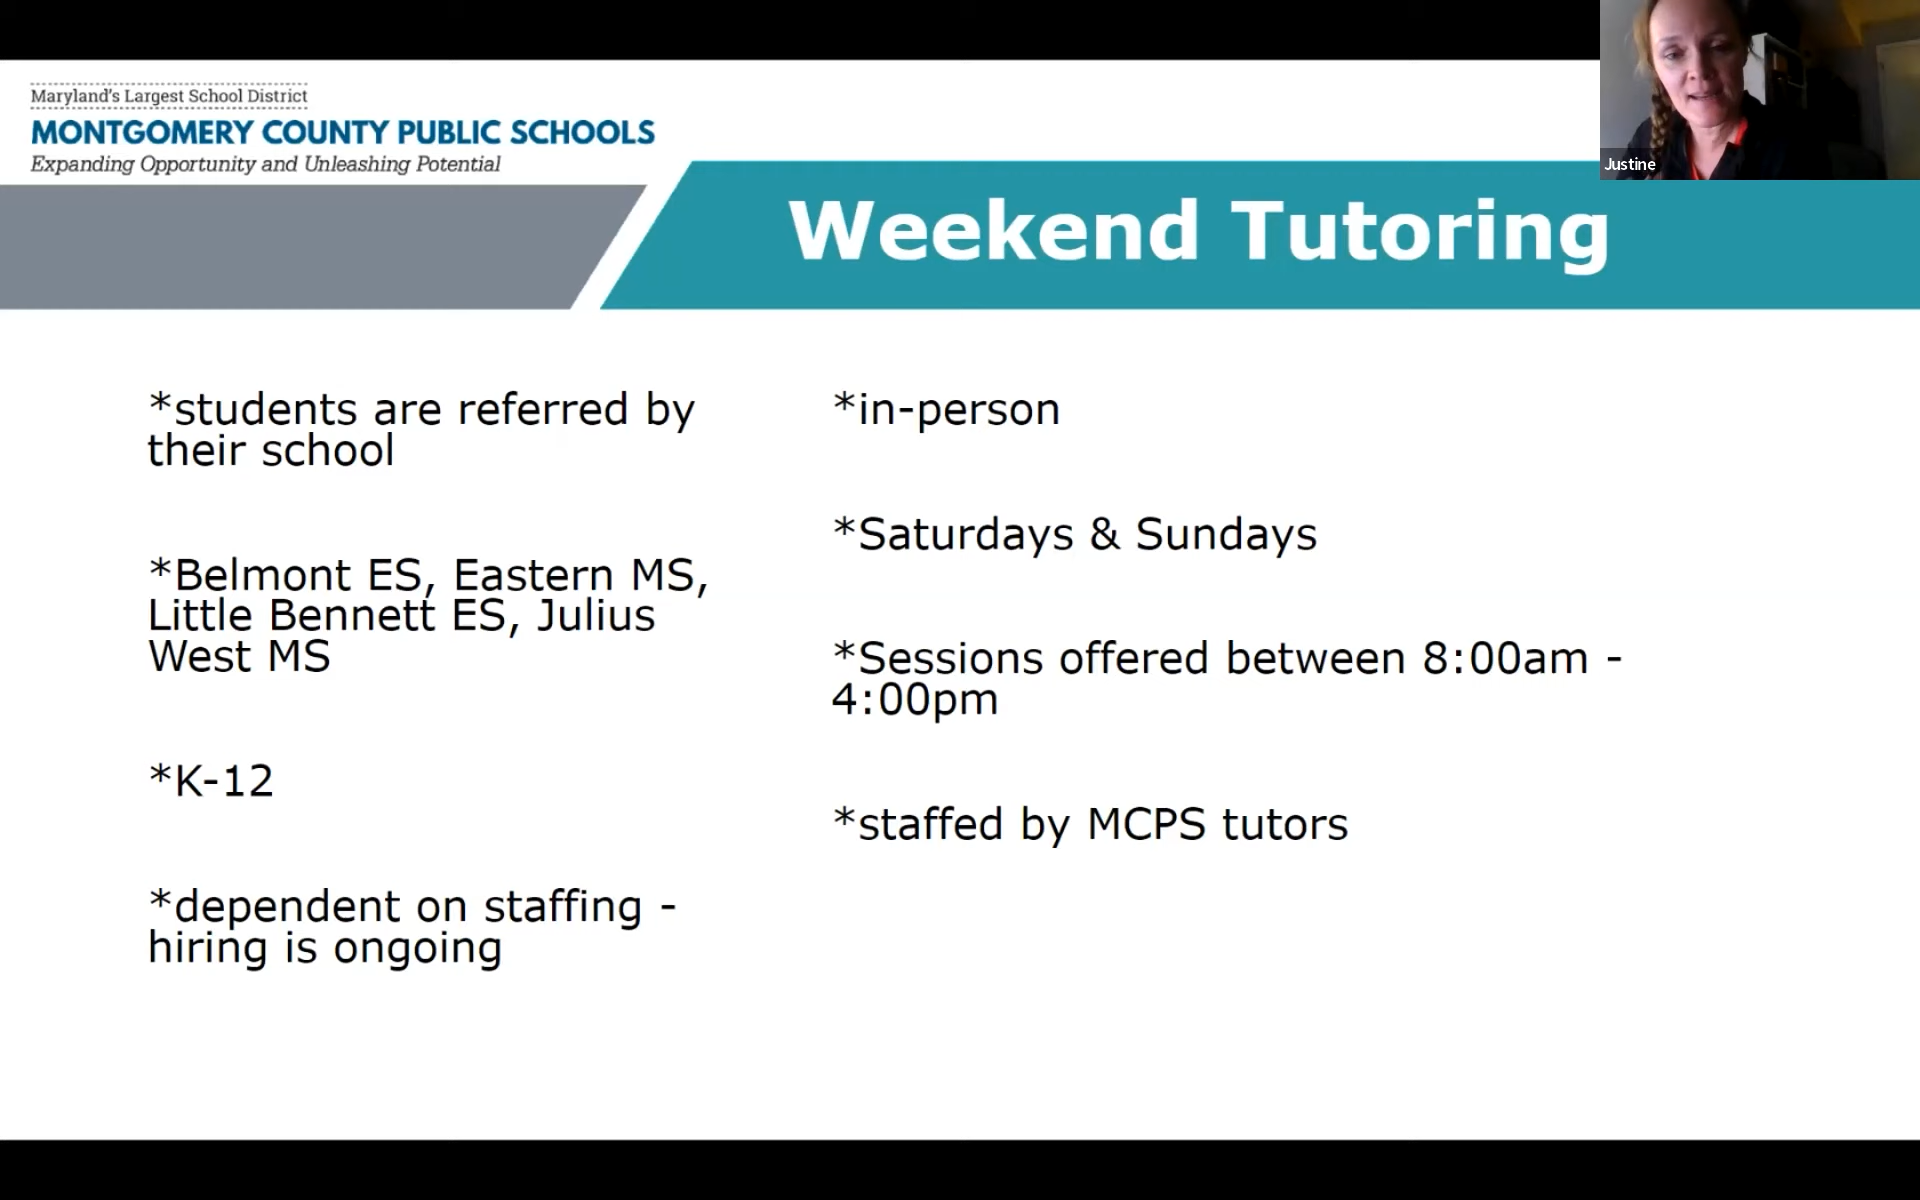 Maryland's Largest School District
MONTGOMERY COUNTY PUBLIC SCHOOLS
Expanding Opportunity and Unleashing Potential
Justine
Weekend Tutoring
*students are referred by
their school
*Belmont ES, Eastern MS,
Little Bennett ES, Julius
West MS
*K-12
*dependent on staffing -
hiring is ongoing
*in-person
*Saturdays & Sundays
*Sessions offered between 8:00am -
4:00pm
*staffed by MCPS tutors